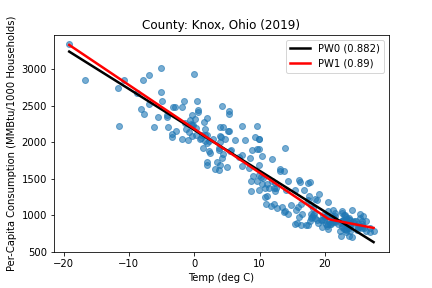 County: Knox, Ohio (2019)
PW0 (0.882)
PW1 (0.89)
Per-Capita Consumption (MMBtu/1000 Households)
3000
2500
2000
1500
1000
500
−20 −10 0 10 20
Temp (deg C)